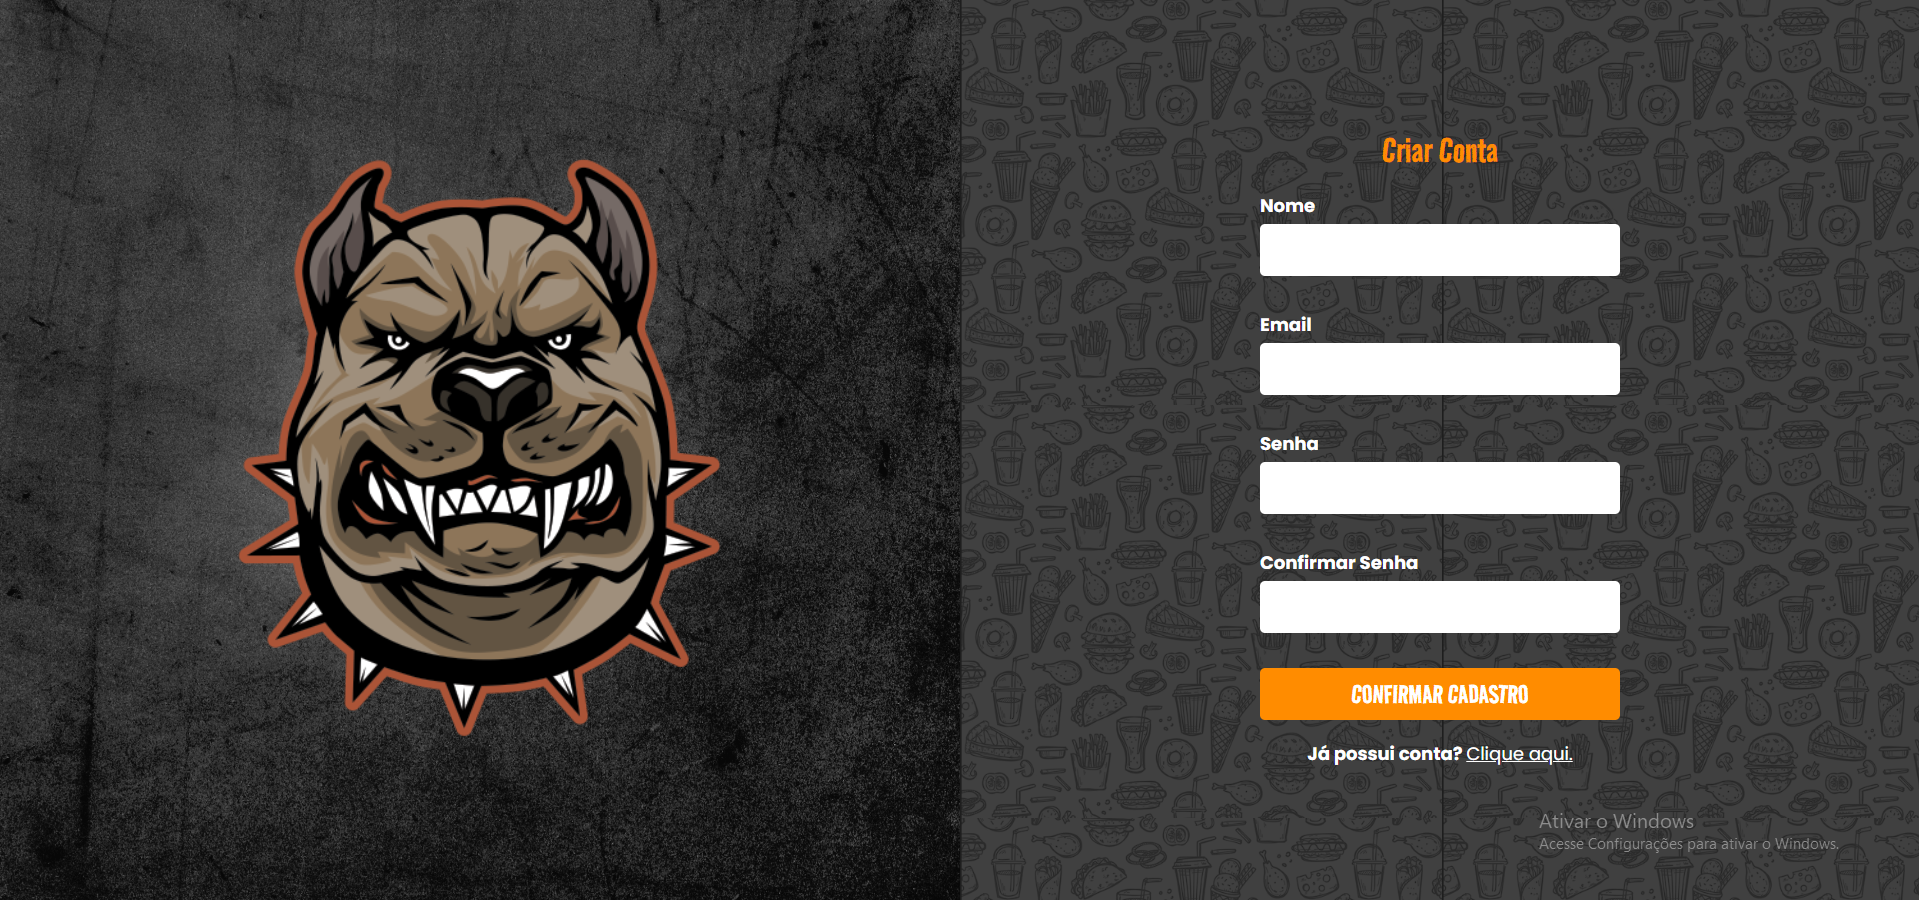 Criar Conta
Nome
Email
Senha
Confirmar Senha
CONFIRMAR CADASTRO
Já possui conta? Clique aqui.
Ativar o Windows
Acesse Configurações para ativar o Windows.